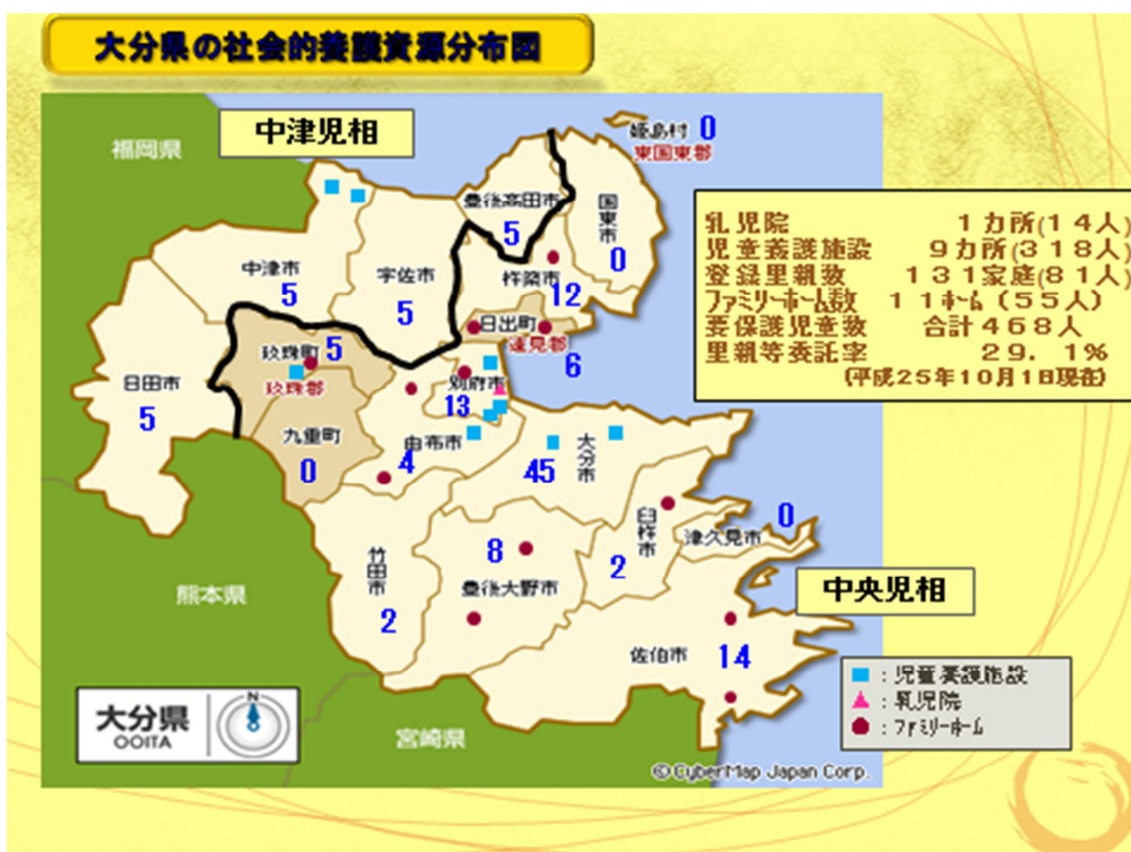 大分県の社会的養護資源分布図
中津児相
福岡県
姫島村 0
東国東郡
豊後高田市
5
国東市
0
中津市
5
宇佐市
5
杵築市
12
日出町
速見郡
6
乳児院 1カ所(14人)
児童養護施設 9カ所(318人)
登録里親数 131家庭(81人)
ファミリーホーム数 11ホーム(55人)
要保護児童数 合計468人
里親等委託率 29.1%
(平成25年10月1日現在)
玖珠町 5
玖珠郡
日田市
5
別府市
13
九重町
0
由布市
4
大分市
45
臼杵市
2
津久見市
0
竹田市
2
8
豊後大野市
中央児相
熊本県
佐伯市 14
大分県
OOITA
N
宮崎県
:児童養護施設
:乳児院
:ファミリーホーム
© CyberMap Japan Corp.